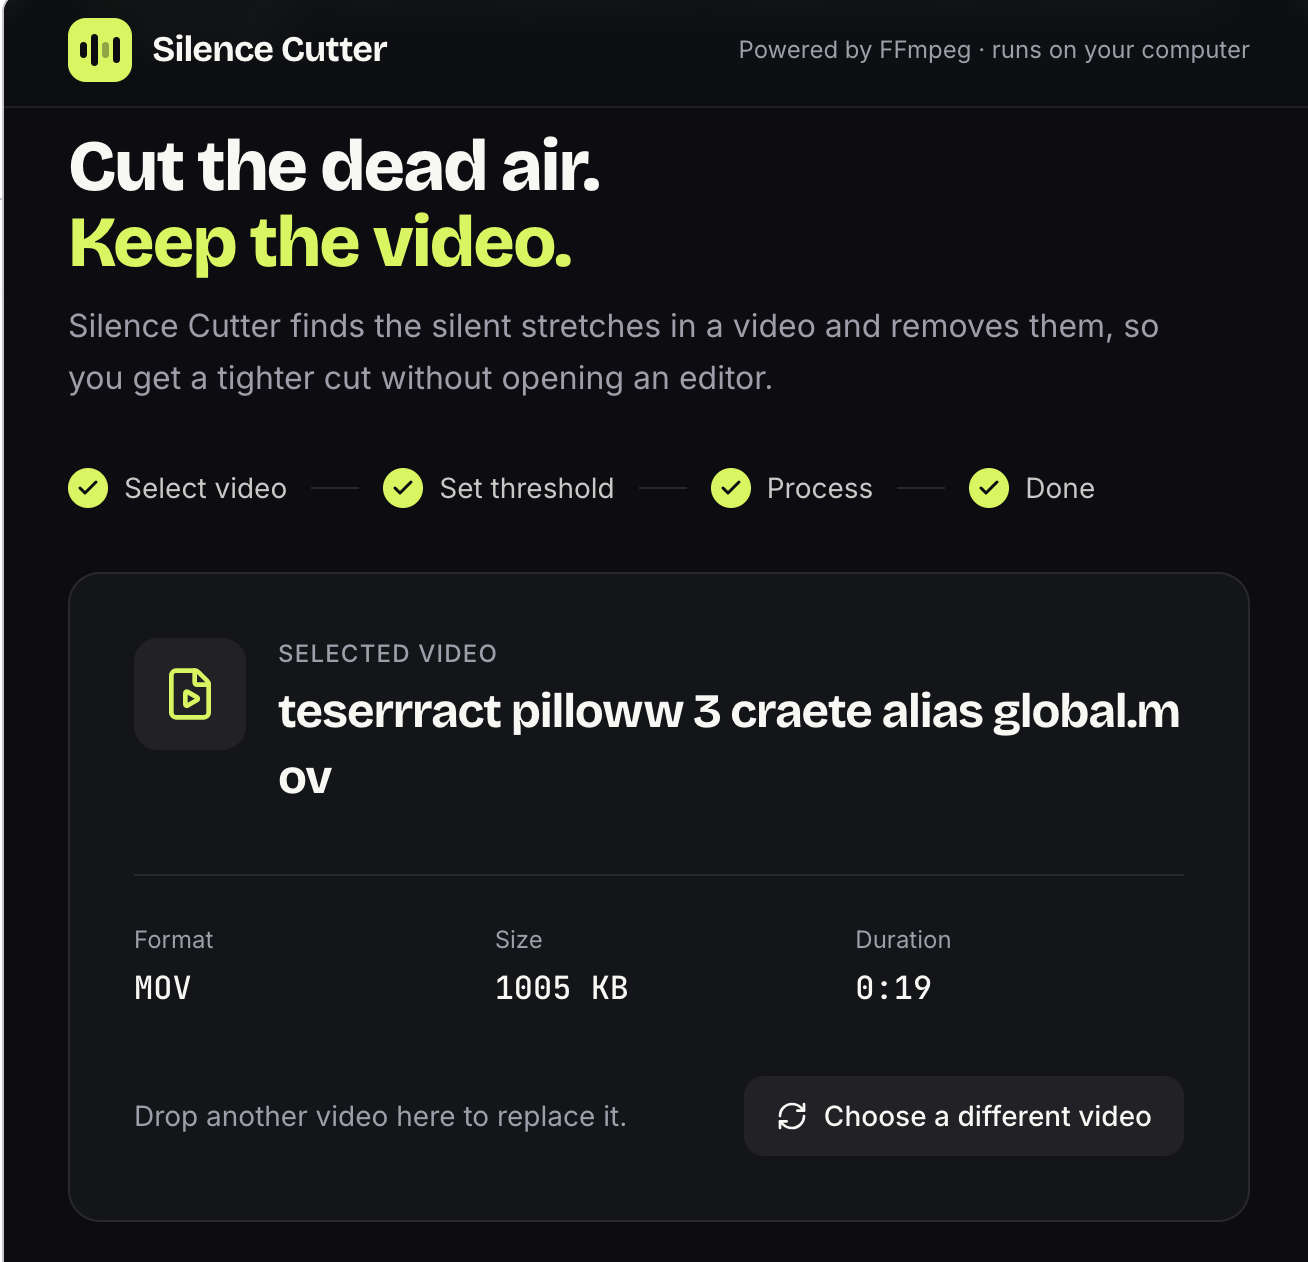 Silence Cutter
Powered by FFmpeg · runs on your computer
Cut the dead air.
Keep the video.
Silence Cutter finds the silent stretches in a video and removes them, so
you get a tighter cut without opening an editor.
Select video
Set threshold
Process
Done
SELECTED VIDEO
teserrract pilloww 3 craete alias global.m
ov
Format
Size
Duration
MOV
1005 KB
0:19
Drop another video here to replace it.
Choose a different video